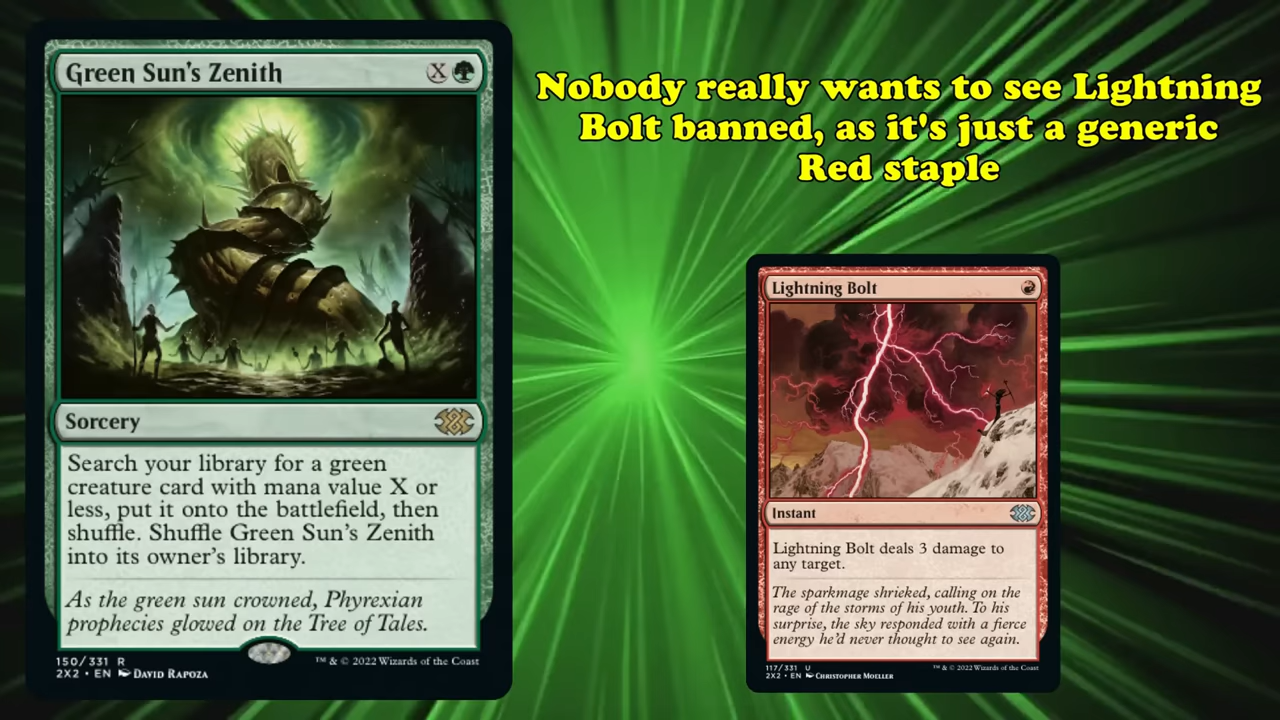 Green Sun's Zenith X
Nobody really wants to see Lightning
Bolt banned, as it's just a generic
Red staple
Sorcery
Search your library for a green
creature card with mana value X or
less, put it onto the battlefield, then
shuffle. Shuffle Green Sun's Zenith
into its owner's library.
As the green sun crowned, Phyrexian
prophecies glowed on the Tree of Tales.
150/331 R
2X2 • EN DAVID RAPOZA
™ & © 2022 Wizards of the Coast
Lightning Bolt
Instant
Lightning Bolt deals 3 damage to
any target.
The sparkmage shrieked, calling on the
rage of the storms of his youth. To his
surprise, the sky responded with a fierce
energy he'd never thought to see again.
117/331 U
2X2 • EN CHRISTOPHER MOELLER
™ & © 2022 Wizards of the Coast